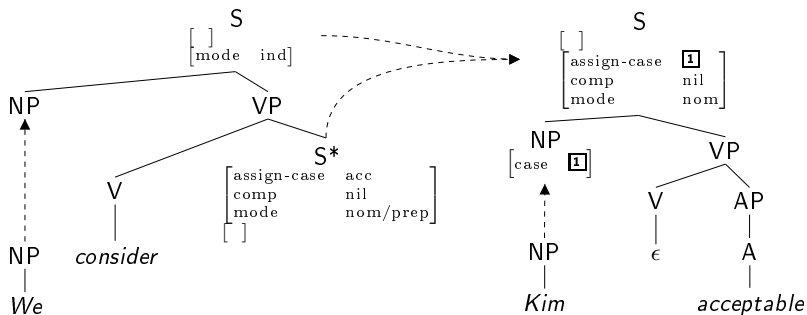 S
[ ]
[mode ind]
NP
VP
V
S*
[assign-case acc
comp nil
mode nom/prep]
[ ]
NP
consider
We
S
[ ]
[assign-case 1
comp nil
mode nom]
NP
[case 1]
VP
V
AP
NP
ϵ
A
Kim
acceptable